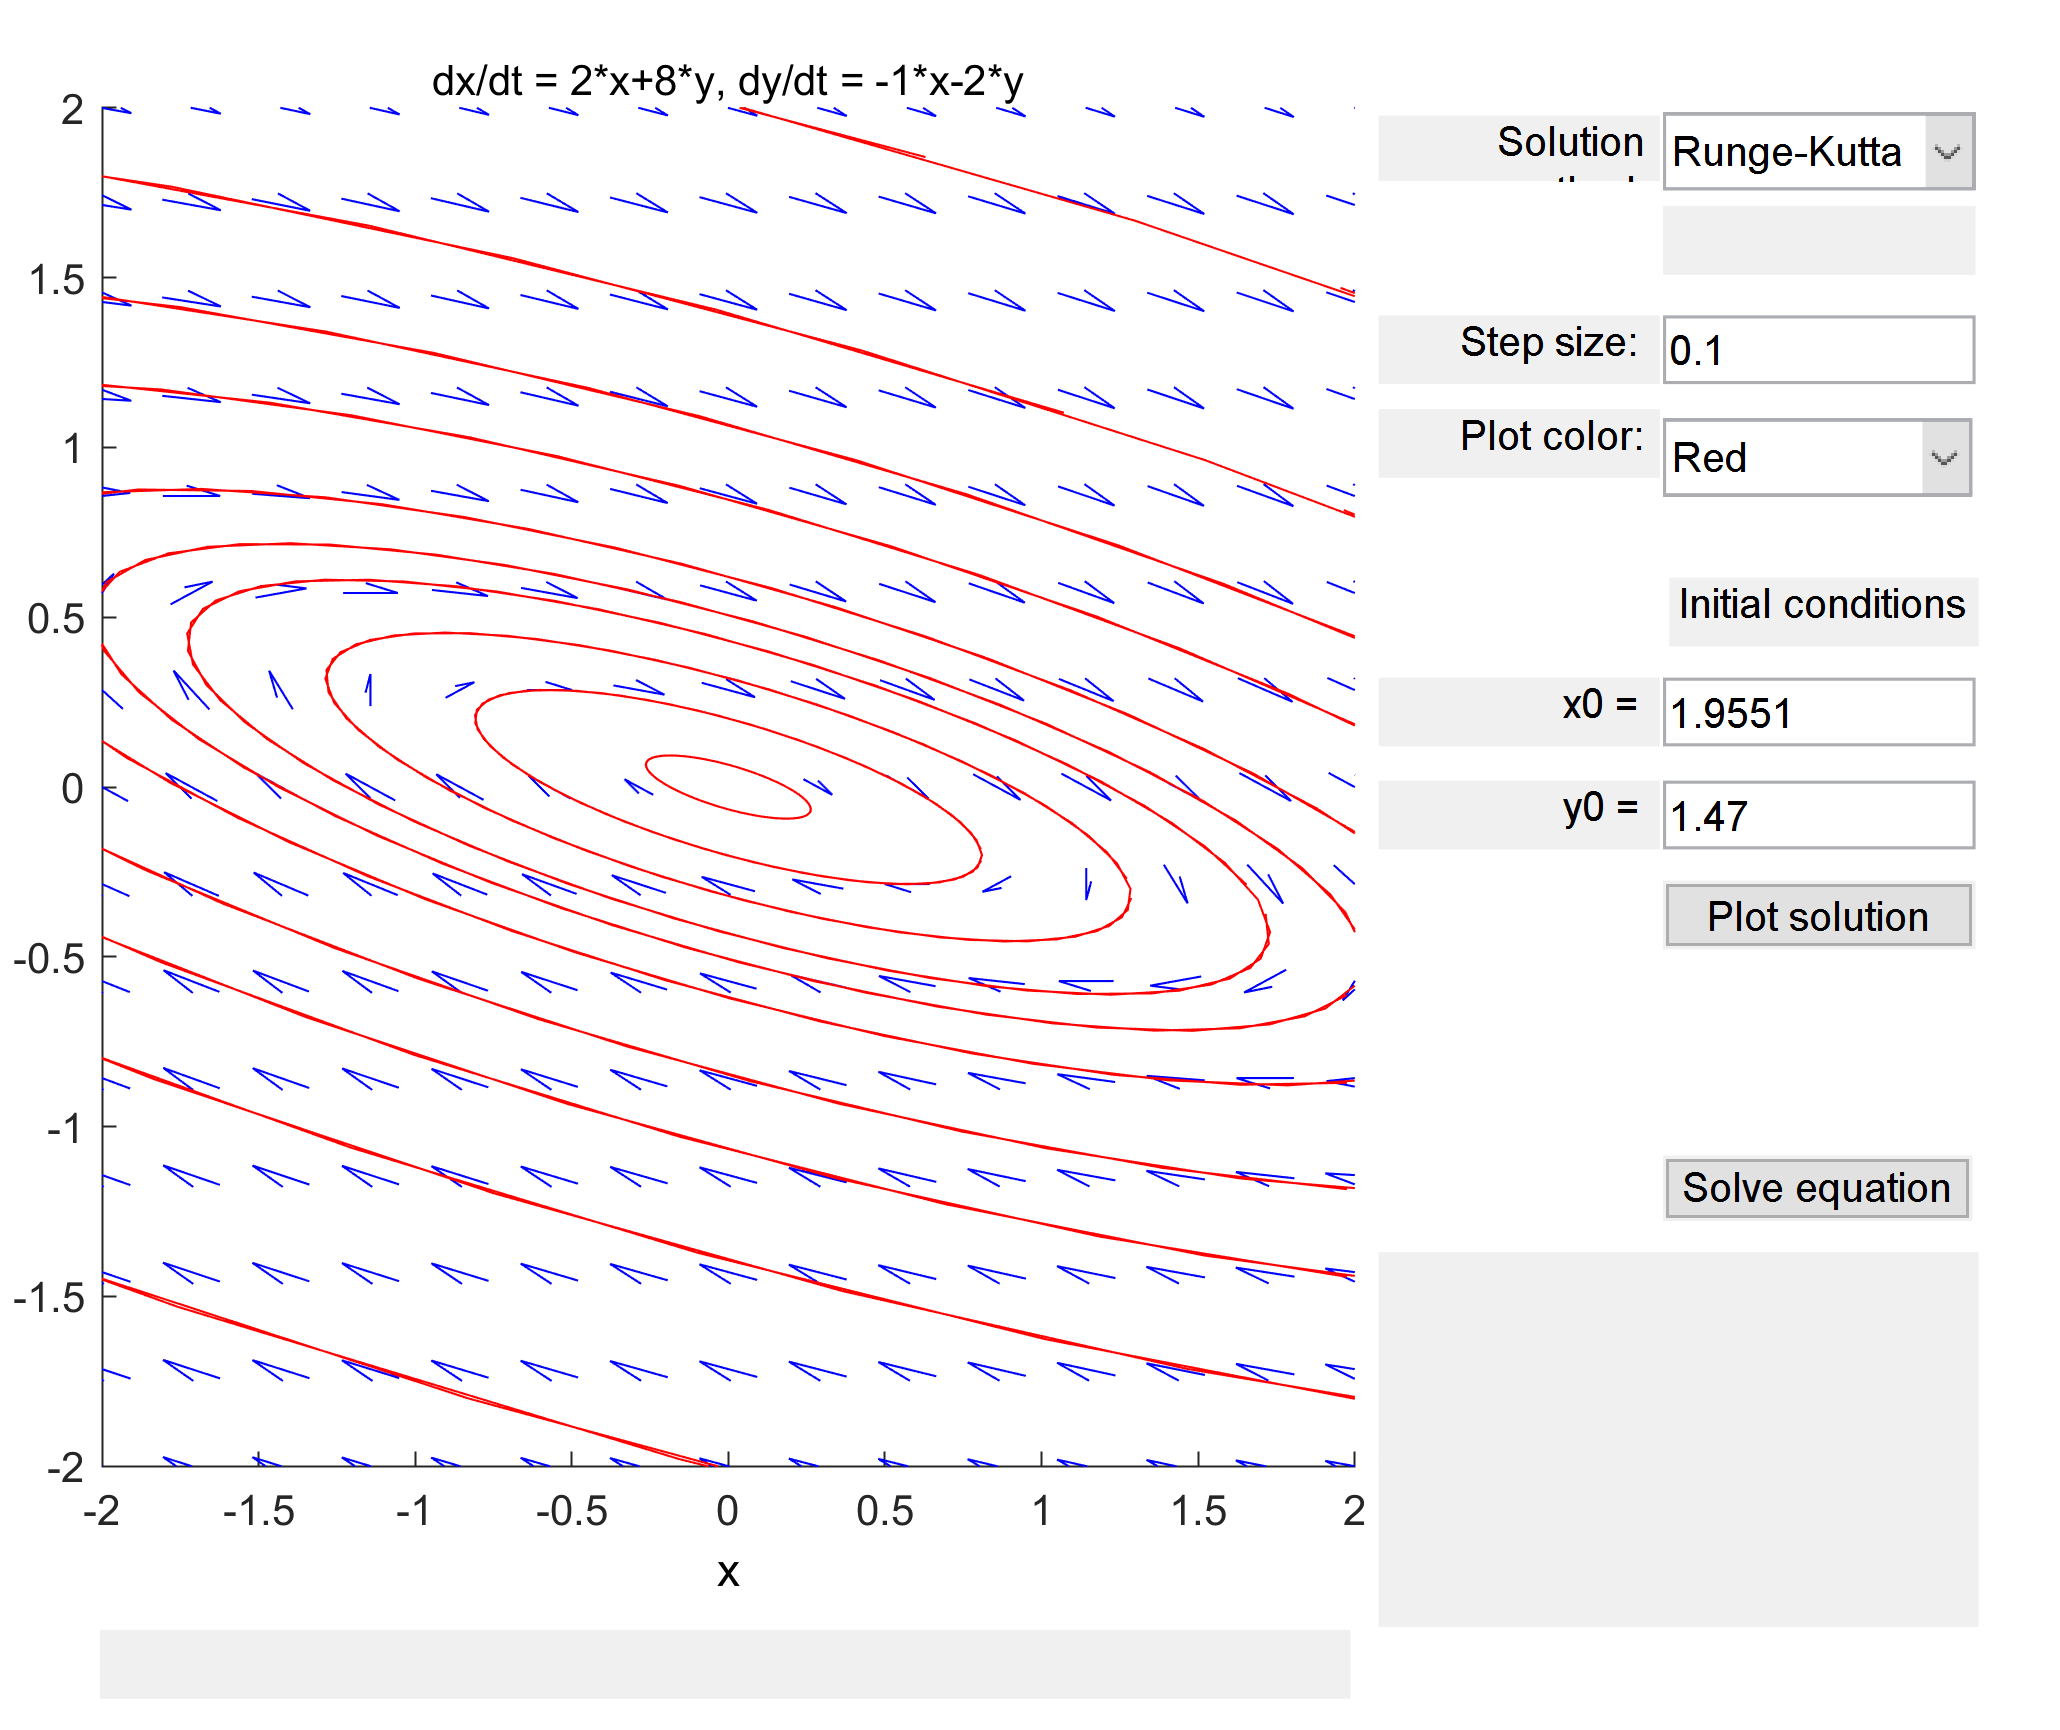 dx/dt = 2*x+8*y, dy/dt = -1*x-2*y
2
1.5
1
0.5
0
-0.5
-1
-1.5
-2
-2 -1.5 -1 -0.5 0 0.5 1 1.5 2
x
Solution
Runge-Kutta
Step size:
0.1
Plot color:
Red
Initial conditions
x0 =
1.9551
y0 =
1.47
Plot solution
Solve equation